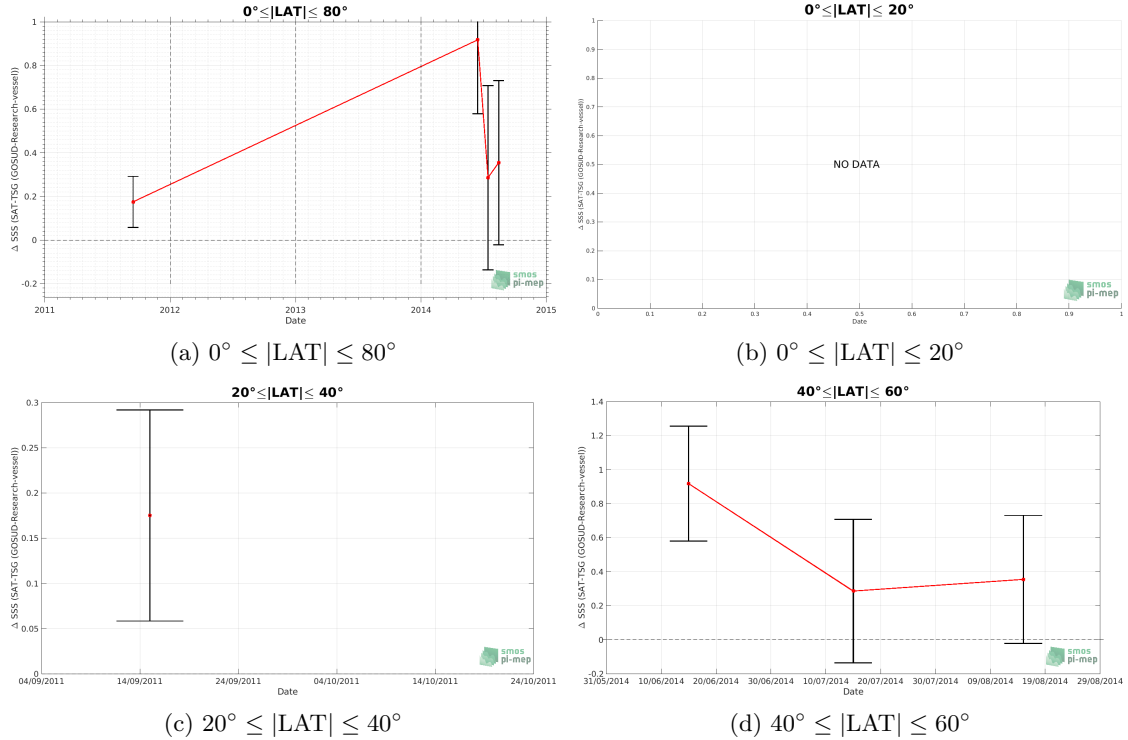 0°≤|LAT|≤ 80°
Δ SSS (SAT-TSG (GOSUD-Research-vessel))
1
0.8
0.6
0.4
0.2
0
-0.2
2011 2012 2013 2014 2015
Date
smos
pi-mep
(a) 0° ≤ |LAT| ≤ 80°
0°≤|LAT|≤ 20°
Δ SSS (SAT-TSG (GOSUD-Research-vessel))
1
0.9
0.8
0.7
0.6
0.5
0.4
0.3
0.2
0.1
0
NO DATA
0 0.1 0.2 0.3 0.4 0.5 0.6 0.7 0.8 0.9 1
Date
smos
pi-mep
(b) 0° ≤ |LAT| ≤ 20°
20°≤|LAT|≤ 40°
Δ SSS (SAT-TSG (GOSUD-Research-vessel))
0.3
0.25
0.2
0.15
0.1
0.05
0
04/09/2011 14/09/2011 24/09/2011 04/10/2011 14/10/2011 24/10/2011
Date
smos
pi-mep
(c) 20° ≤ |LAT| ≤ 40°
40°≤|LAT|≤ 60°
Δ SSS (SAT-TSG (GOSUD-Research-vessel))
1.4
1.2
1
0.8
0.6
0.4
0.2
0
-0.2
31/05/2014 10/06/2014 20/06/2014 30/06/2014 10/07/2014 20/07/2014 30/07/2014 09/08/2014 19/08/2014 29/08/2014
Date
smos
pi-mep
(d) 40° ≤ |LAT| ≤ 60°